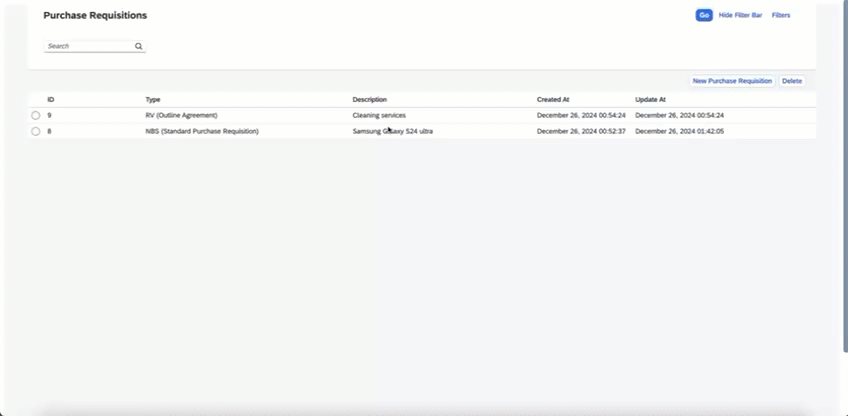 Purchase Requisitions Go Hide Filter Bar Filters
Search
New Purchase Requisition Delete
ID Type Description Created At Update At
9 RV (Outline Agreement) Cleaning services December 26, 2024 00:54:24 December 26, 2024 00:54:24
8 NBS (Standard Purchase Requisition) Samsung Galaxy S24 ultra December 26, 2024 00:52:37 December 26, 2024 01:42:05